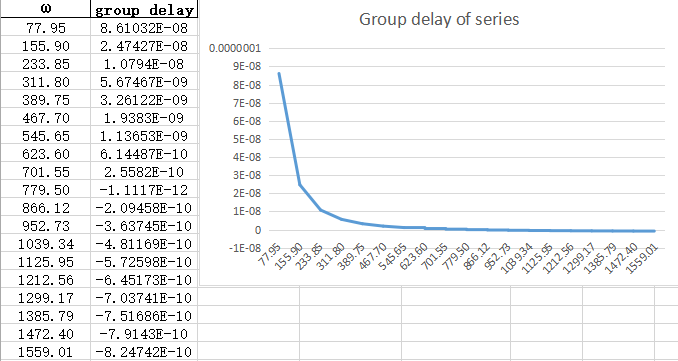 ω group delay
77.95 8.61032E-08
155.90 2.47427E-08
233.85 1.0794E-08
311.80 5.67467E-09
389.75 3.26122E-09
467.70 1.9383E-09
545.65 1.13653E-09
623.60 6.14487E-10
701.55 2.5582E-10
779.50 -1.1117E-12
866.12 -2.09458E-10
952.73 -3.63745E-10
1039.34 -4.81169E-10
1125.95 -5.72598E-10
1212.56 -6.45173E-10
1299.17 -7.03741E-10
1385.79 -7.51686E-10
1472.40 -7.9143E-10
1559.01 -8.24742E-10
Group delay of series
0.0000001
9E-08
8E-08
7E-08
6E-08
5E-08
4E-08
3E-08
2E-08
1E-08
0
-1E-08
77.95
155.90
233.85
311.80
389.75
467.70
545.65
623.60
701.55
779.50
866.12
952.73
1039.34
1125.95
1212.56
1299.17
1385.79
1472.40
1559.01